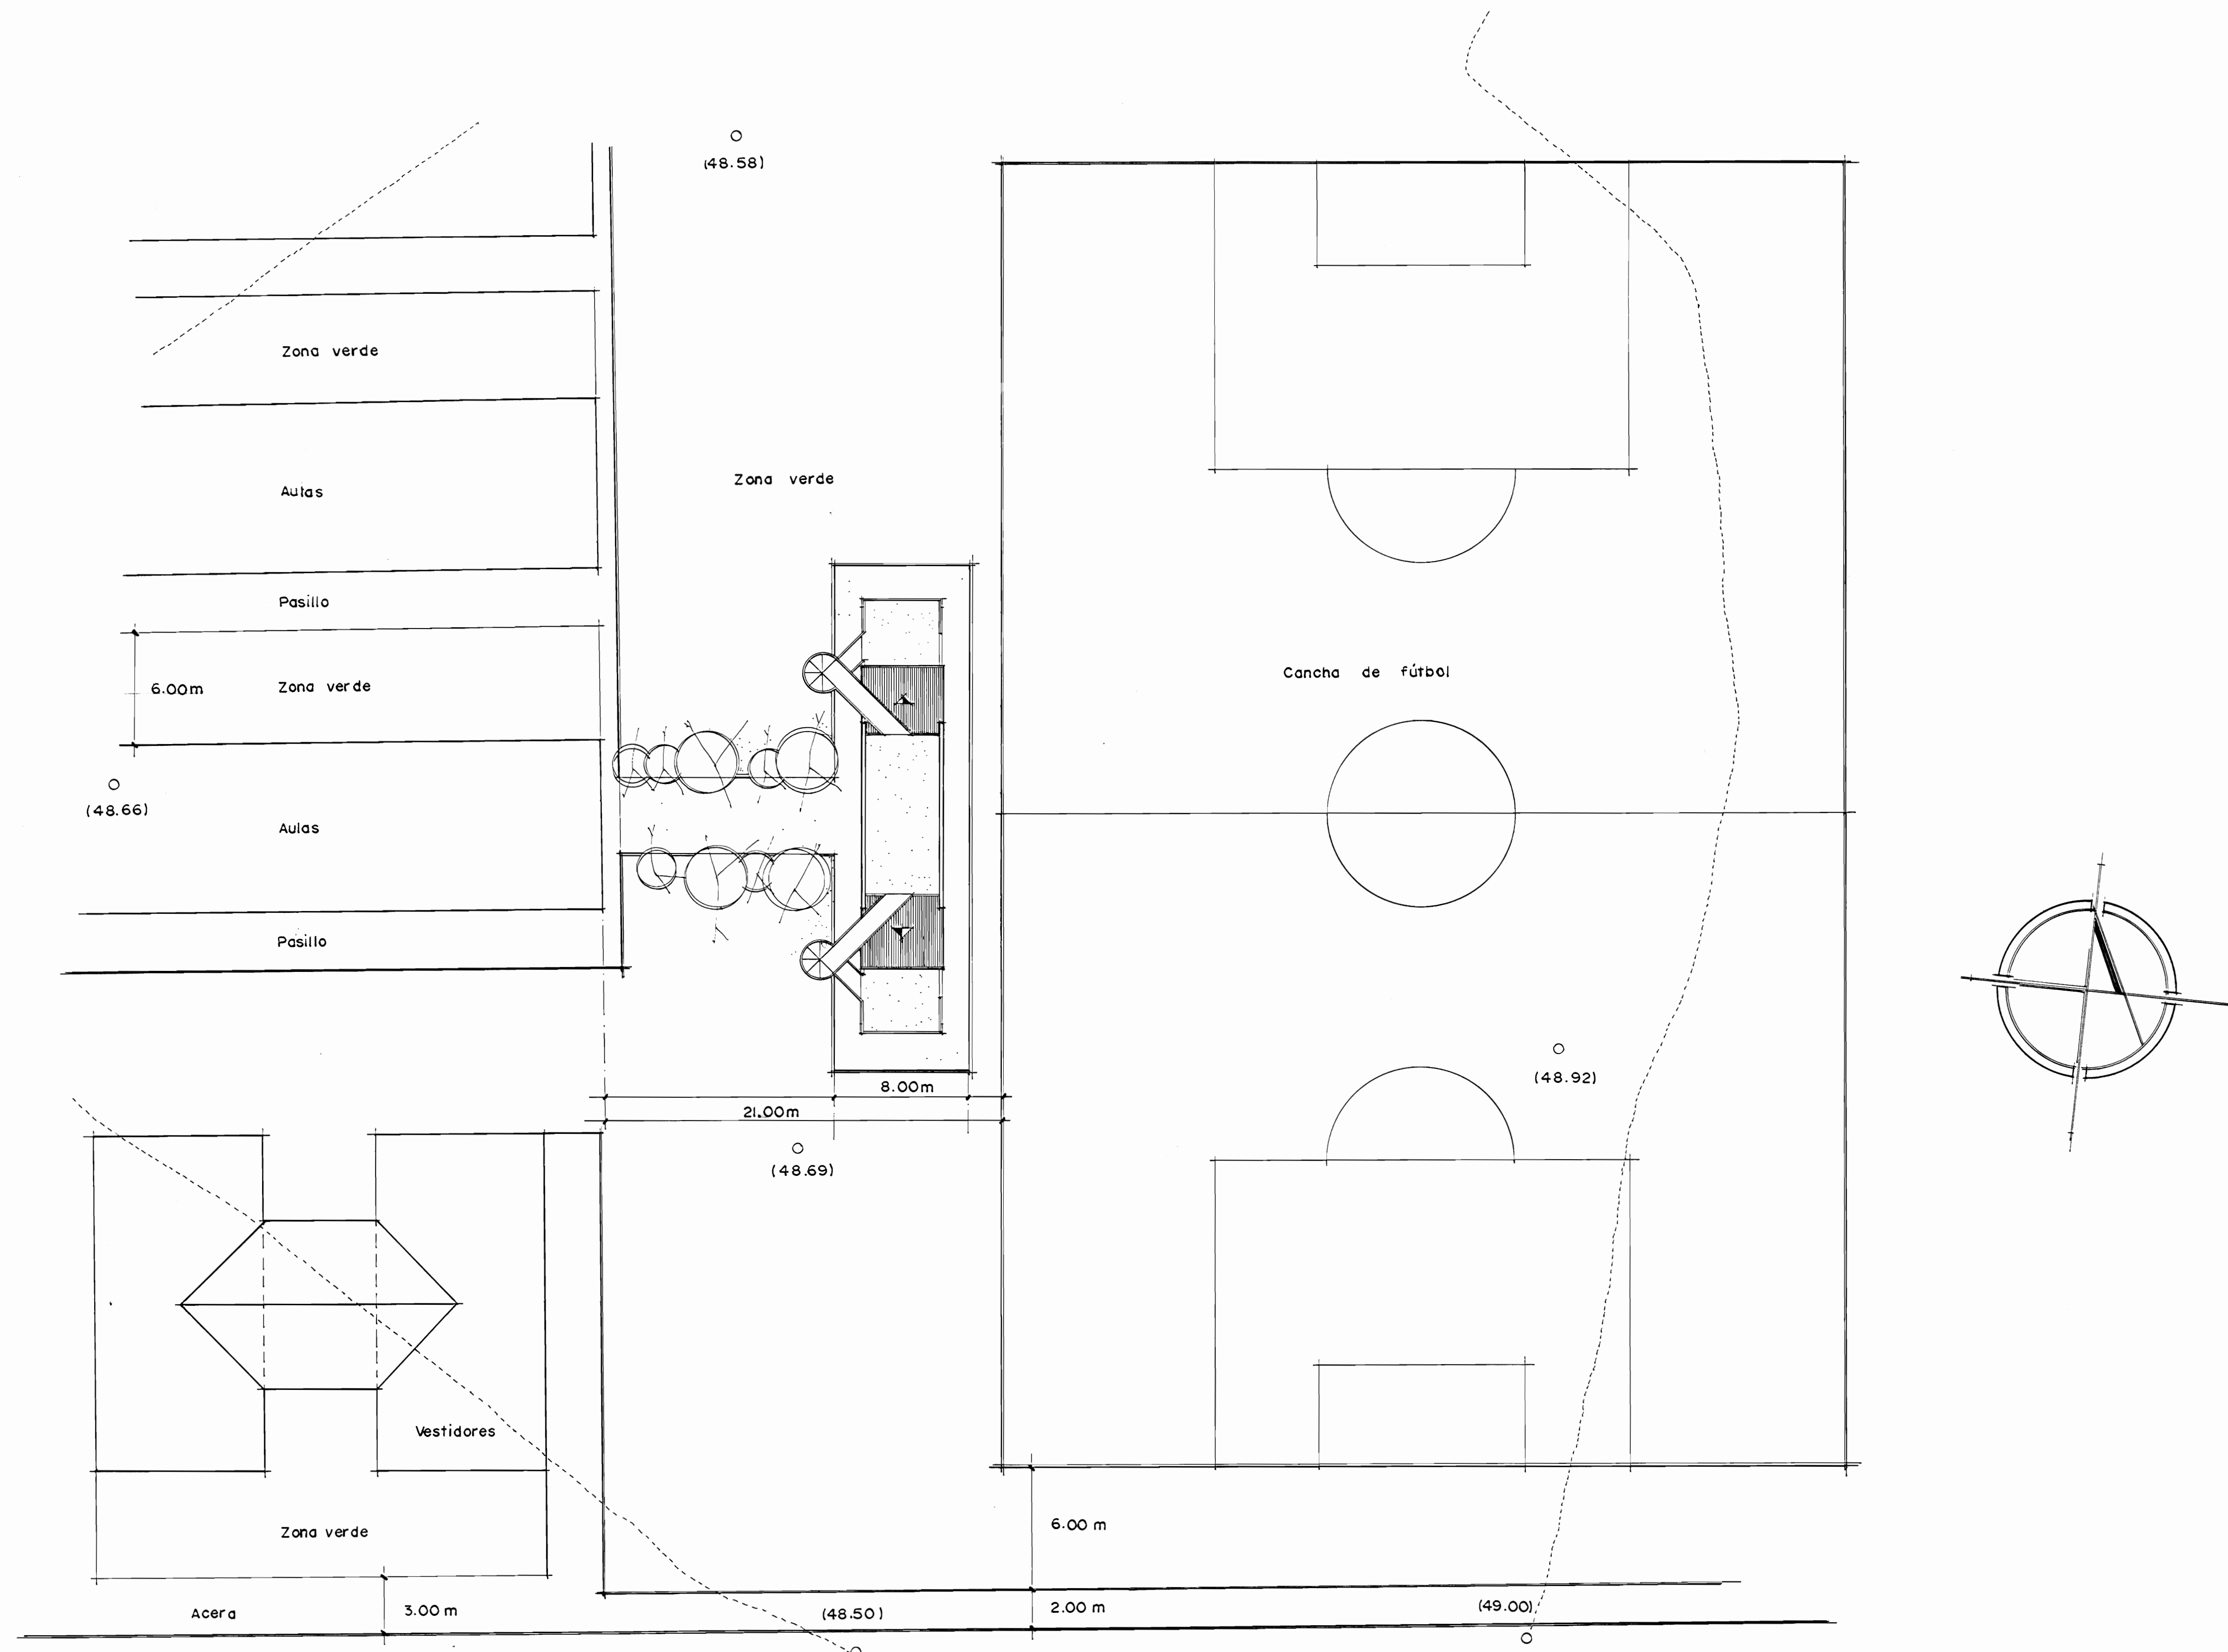 (48.58)
Zona verde
Zona verde
Aulas
Pasillo
Cancha de fútbol
6.00m
Zona verde
(48.66)
Aulas
Pasillo
(48.92)
8.00m
21.00m
(48.69)
Vestidores
6.00 m
Zona verde
Acera
3.00 m
(48.50)
2.00 m
(49.00)